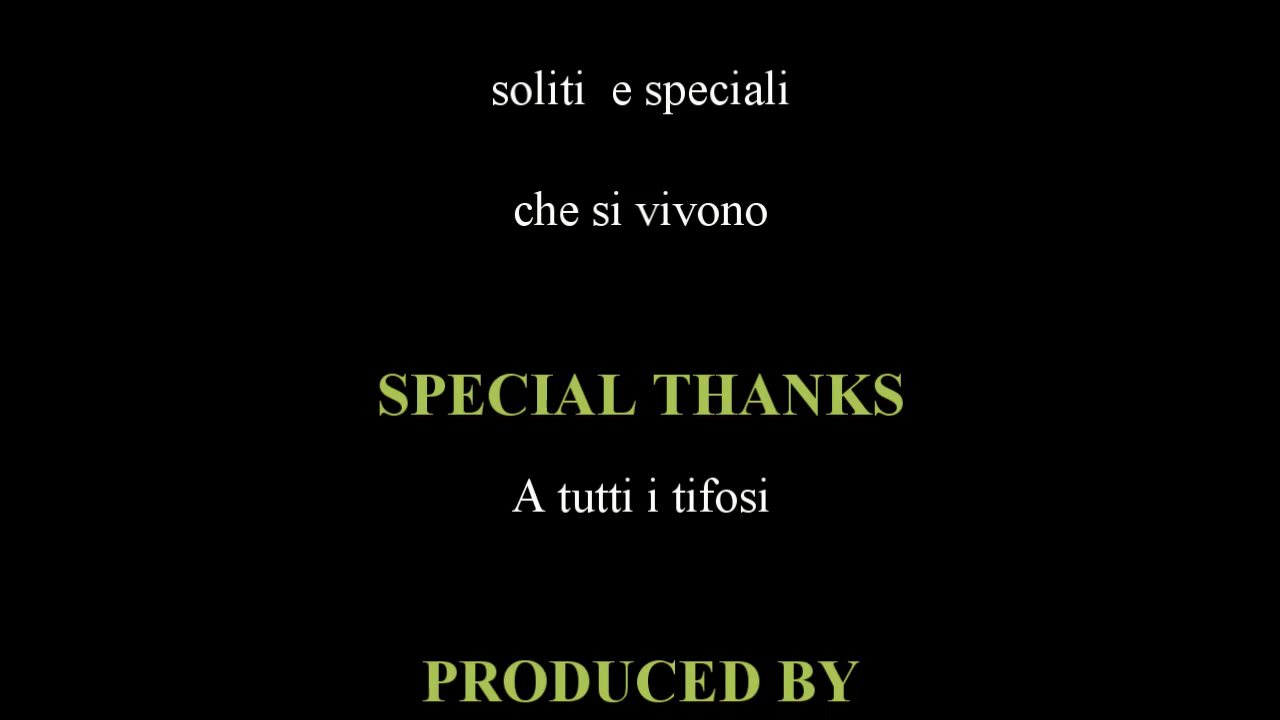 soliti  e speciali
che si vivono
SPECIAL THANKS
A tutti i tifosi
PRODUCED BY